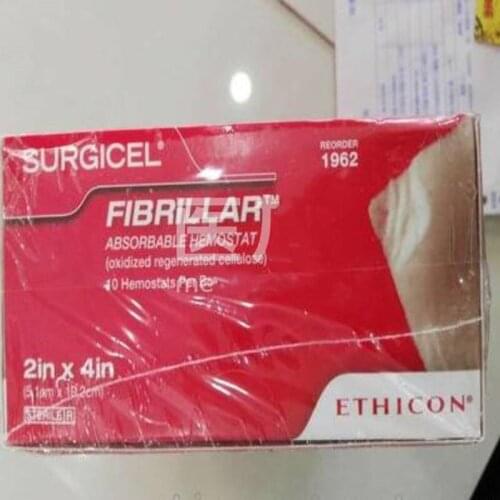 SURGICEL®
REORDER
1962
FIBRILLAR™
ABSORBABLE HEMOSTAT
(oxidized regenerated cellulose)
10 Hemostats Per Box
2in x 4in
(5.1cm x 10.2cm)
STERILE R
ETHICON®
me